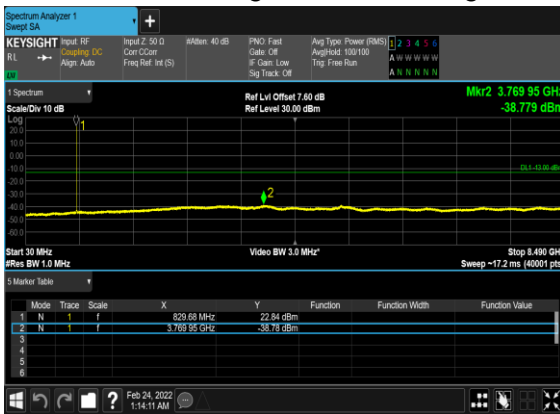 Spectrum Analyzer 1
Swept SA
+
KEYSIGHT Input: RF Input Z: 50 Ω #Atten: 40 dB PNO: Fast Avg Type: Power (RMS) 1 2 3 4 5 6
RL Coupling: DC Corr CCorr Gate: Off Avg|Hold: 100/100 A W W W W W
Align: Auto Freq Ref: Int (S) IF Gain: Low Trig: Free Run
LV Sig Track: Off A N N N N N
1 Spectrum Ref Lvl Offset 7.60 dB Mkr2 3.769 95 GHz
Scale/Div 10 dB Ref Level 30.00 dBm -38.779 dBm
Log
20.0
10.0
0.00
-10.0 DL1 -13.00 dBm
-20.0
-30.0
-40.0
-50.0
-60.0
1
2
Start 30 MHz Video BW 3.0 MHz* Stop 8.490 GHz
#Res BW 1.0 MHz Sweep ~17.2 ms (40001 pts)
5 Marker Table
Mode Trace Scale X Y Function Function Width Function Value
1 N 1 f 829.68 MHz 22.84 dBm
2 N 1 f 3.769 95 GHz -38.78 dBm
3
4
5
6
? Feb 24, 2022
1:14:11 AM